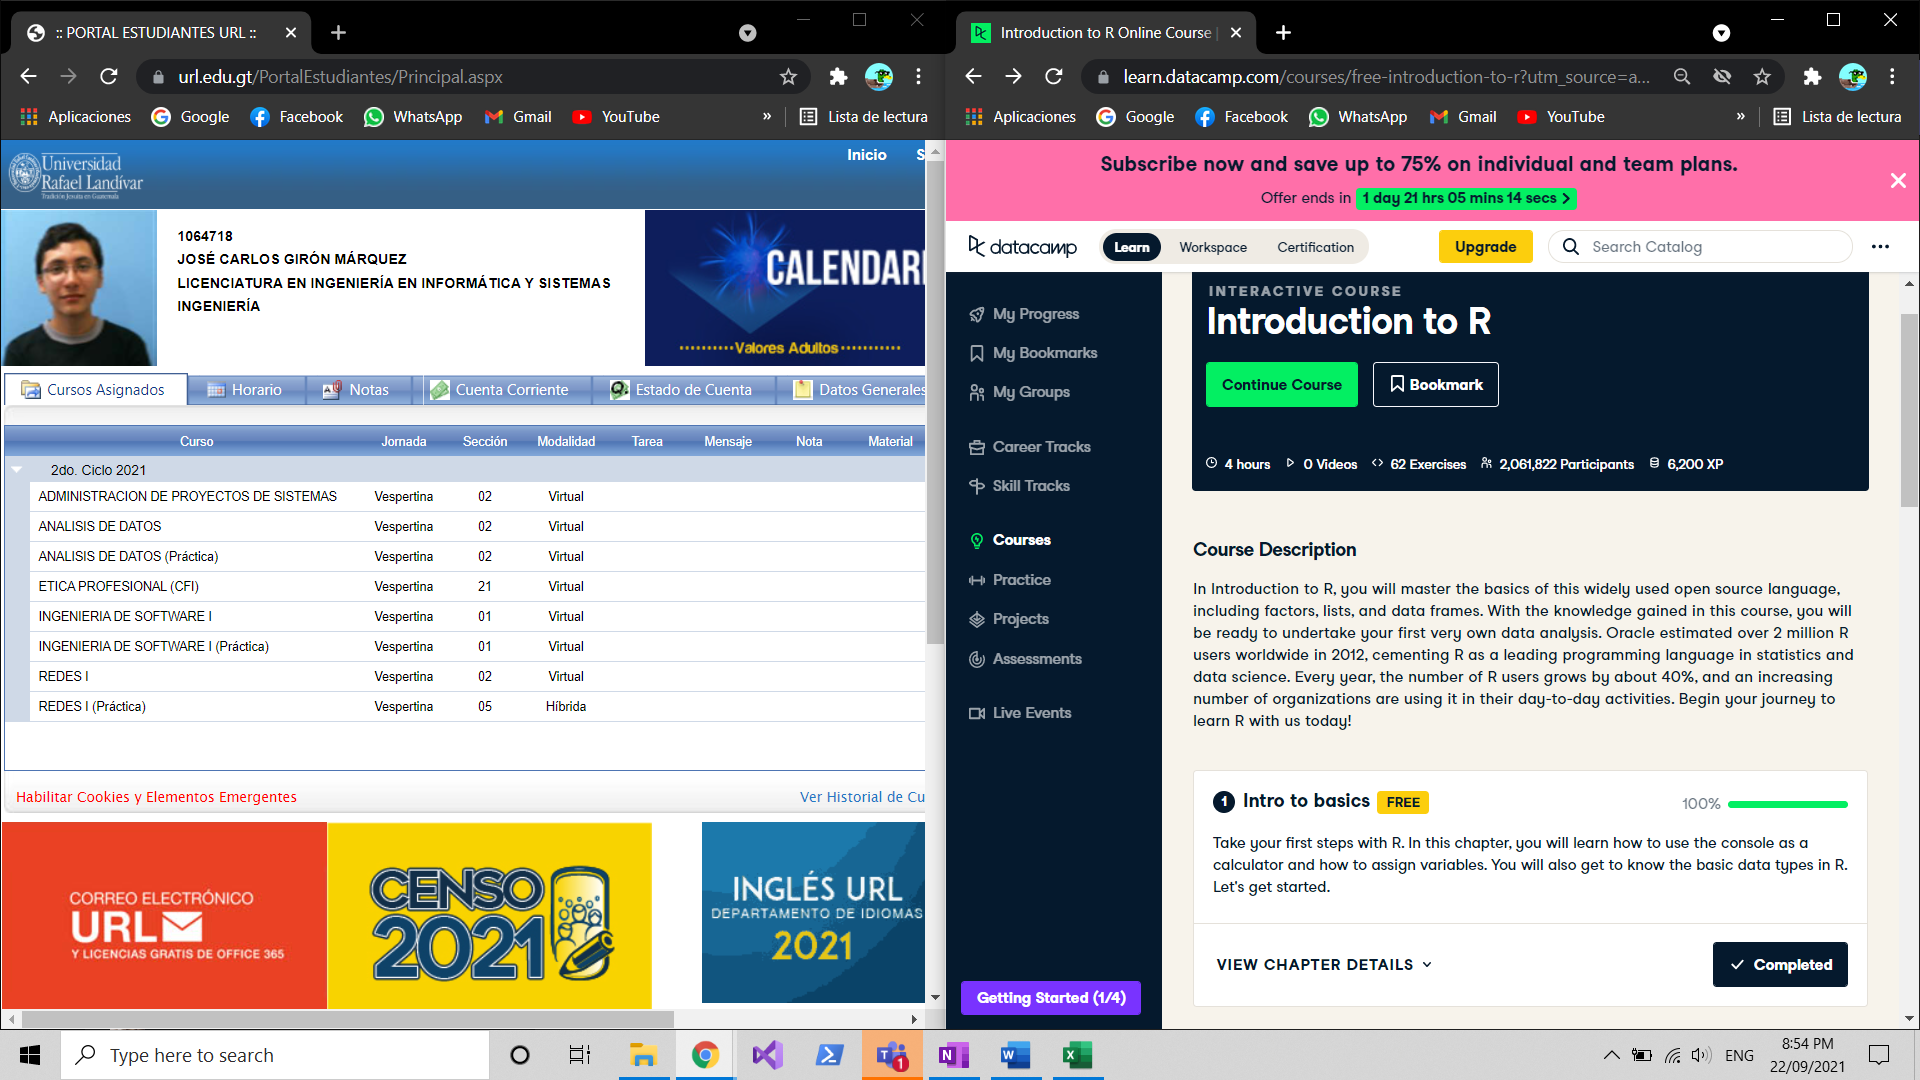 :: PORTAL ESTUDIANTES URL ::
url.edu.gt/PortalEstudiantes/Principal.aspx
Aplicaciones Google Facebook WhatsApp Gmail YouTube » Lista de lectura
Universidad
Rafael Landívar
Tradición Jesuita en Guatemala
Inicio S
1064718
JOSÉ CARLOS GIRÓN MÁRQUEZ
LICENCIATURA EN INGENIERÍA EN INFORMÁTICA Y SISTEMAS
INGENIERÍA
CALENDARI
Valores Adultos
Cursos Asignados Horario Notas Cuenta Corriente Estado de Cuenta Datos Generales
Curso Jornada Sección Modalidad Tarea Mensaje Nota Material
2do. Ciclo 2021
ADMINISTRACION DE PROYECTOS DE SISTEMAS Vespertina 02 Virtual
ANALISIS DE DATOS Vespertina 02 Virtual
ANALISIS DE DATOS (Práctica) Vespertina 02 Virtual
ETICA PROFESIONAL (CFI) Vespertina 21 Virtual
INGENIERIA DE SOFTWARE I Vespertina 01 Virtual
INGENIERIA DE SOFTWARE I (Práctica) Vespertina 01 Virtual
REDES I Vespertina 02 Virtual
REDES I (Práctica) Vespertina 05 Híbrida
Habilitar Cookies y Elementos Emergentes Ver Historial de Cu
CORREO ELECTRÓNICO
URL
Y LICENCIAS GRATIS DE OFFICE 365
CENSO
2021
INGLÉS URL
DEPARTAMENTO DE IDIOMAS
2021
Introduction to R Online Course |
learn.datacamp.com/courses/free-introduction-to-r?utm_source=a...
Aplicaciones Google Facebook WhatsApp Gmail YouTube » Lista de lectura
Subscribe now and save up to 75% on individual and team plans.
Offer ends in 1 day 21 hrs 05 mins 14 secs
datacamp Learn Workspace Certification Upgrade Search Catalog
My Progress
My Bookmarks
My Groups
Career Tracks
Skill Tracks
Courses
Practice
Projects
Assessments
Live Events
Getting Started (1/4)
INTERACTIVE COURSE
Introduction to R
Continue Course Bookmark
4 hours 0 Videos 62 Exercises 2,061,822 Participants 6,200 XP
Course Description
In Introduction to R, you will master the basics of this widely used open source language,
including factors, lists, and data frames. With the knowledge gained in this course, you will
be ready to undertake your first very own data analysis. Oracle estimated over 2 million R
users worldwide in 2012, cementing R as a leading programming language in statistics and
data science. Every year, the number of R users grows by about 40%, and an increasing
number of organizations are using it in their day-to-day activities. Begin your journey to
learn R with us today!
1 Intro to basics FREE 100%
Take your first steps with R. In this chapter, you will learn how to use the console as a
calculator and how to assign variables. You will also get to know the basic data types in R.
Let's get started.
VIEW CHAPTER DETAILS Completed
Type here to search 1 ENG 8:54 PM
22/09/2021